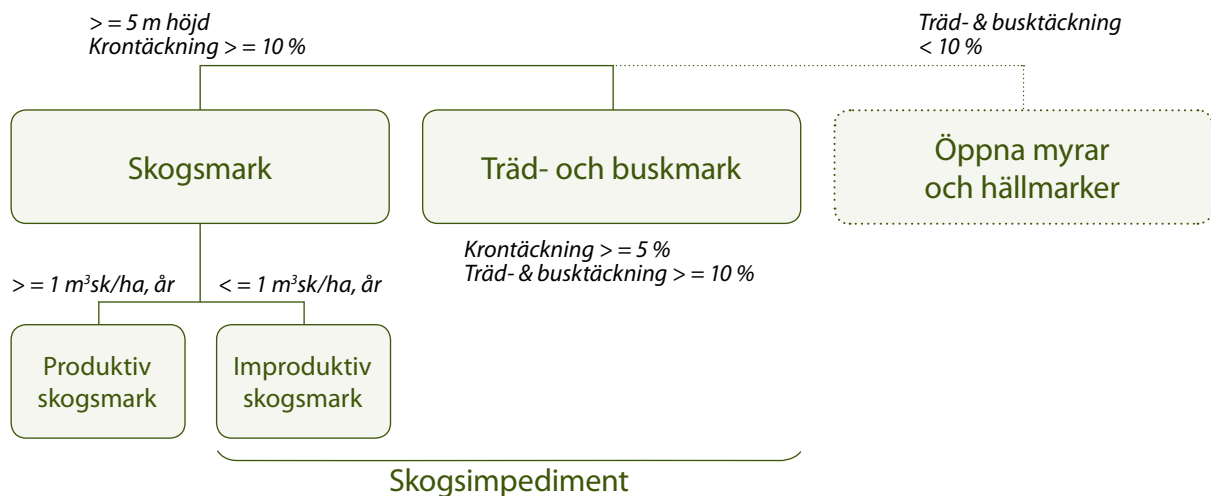 > = 5 m höjd
Krontäckning > = 10 %
Träd- & busktäckning
< 10 %
Skogsmark
Träd- och buskmark
Öppna myrar
och hällmarker
Krontäckning > = 5 %
Träd- & busktäckning > = 10 %
> = 1 m³sk/ha, år
< = 1 m³sk/ha, år
Produktiv
skogsmark
Improduktiv
skogsmark
Skogsimpediment